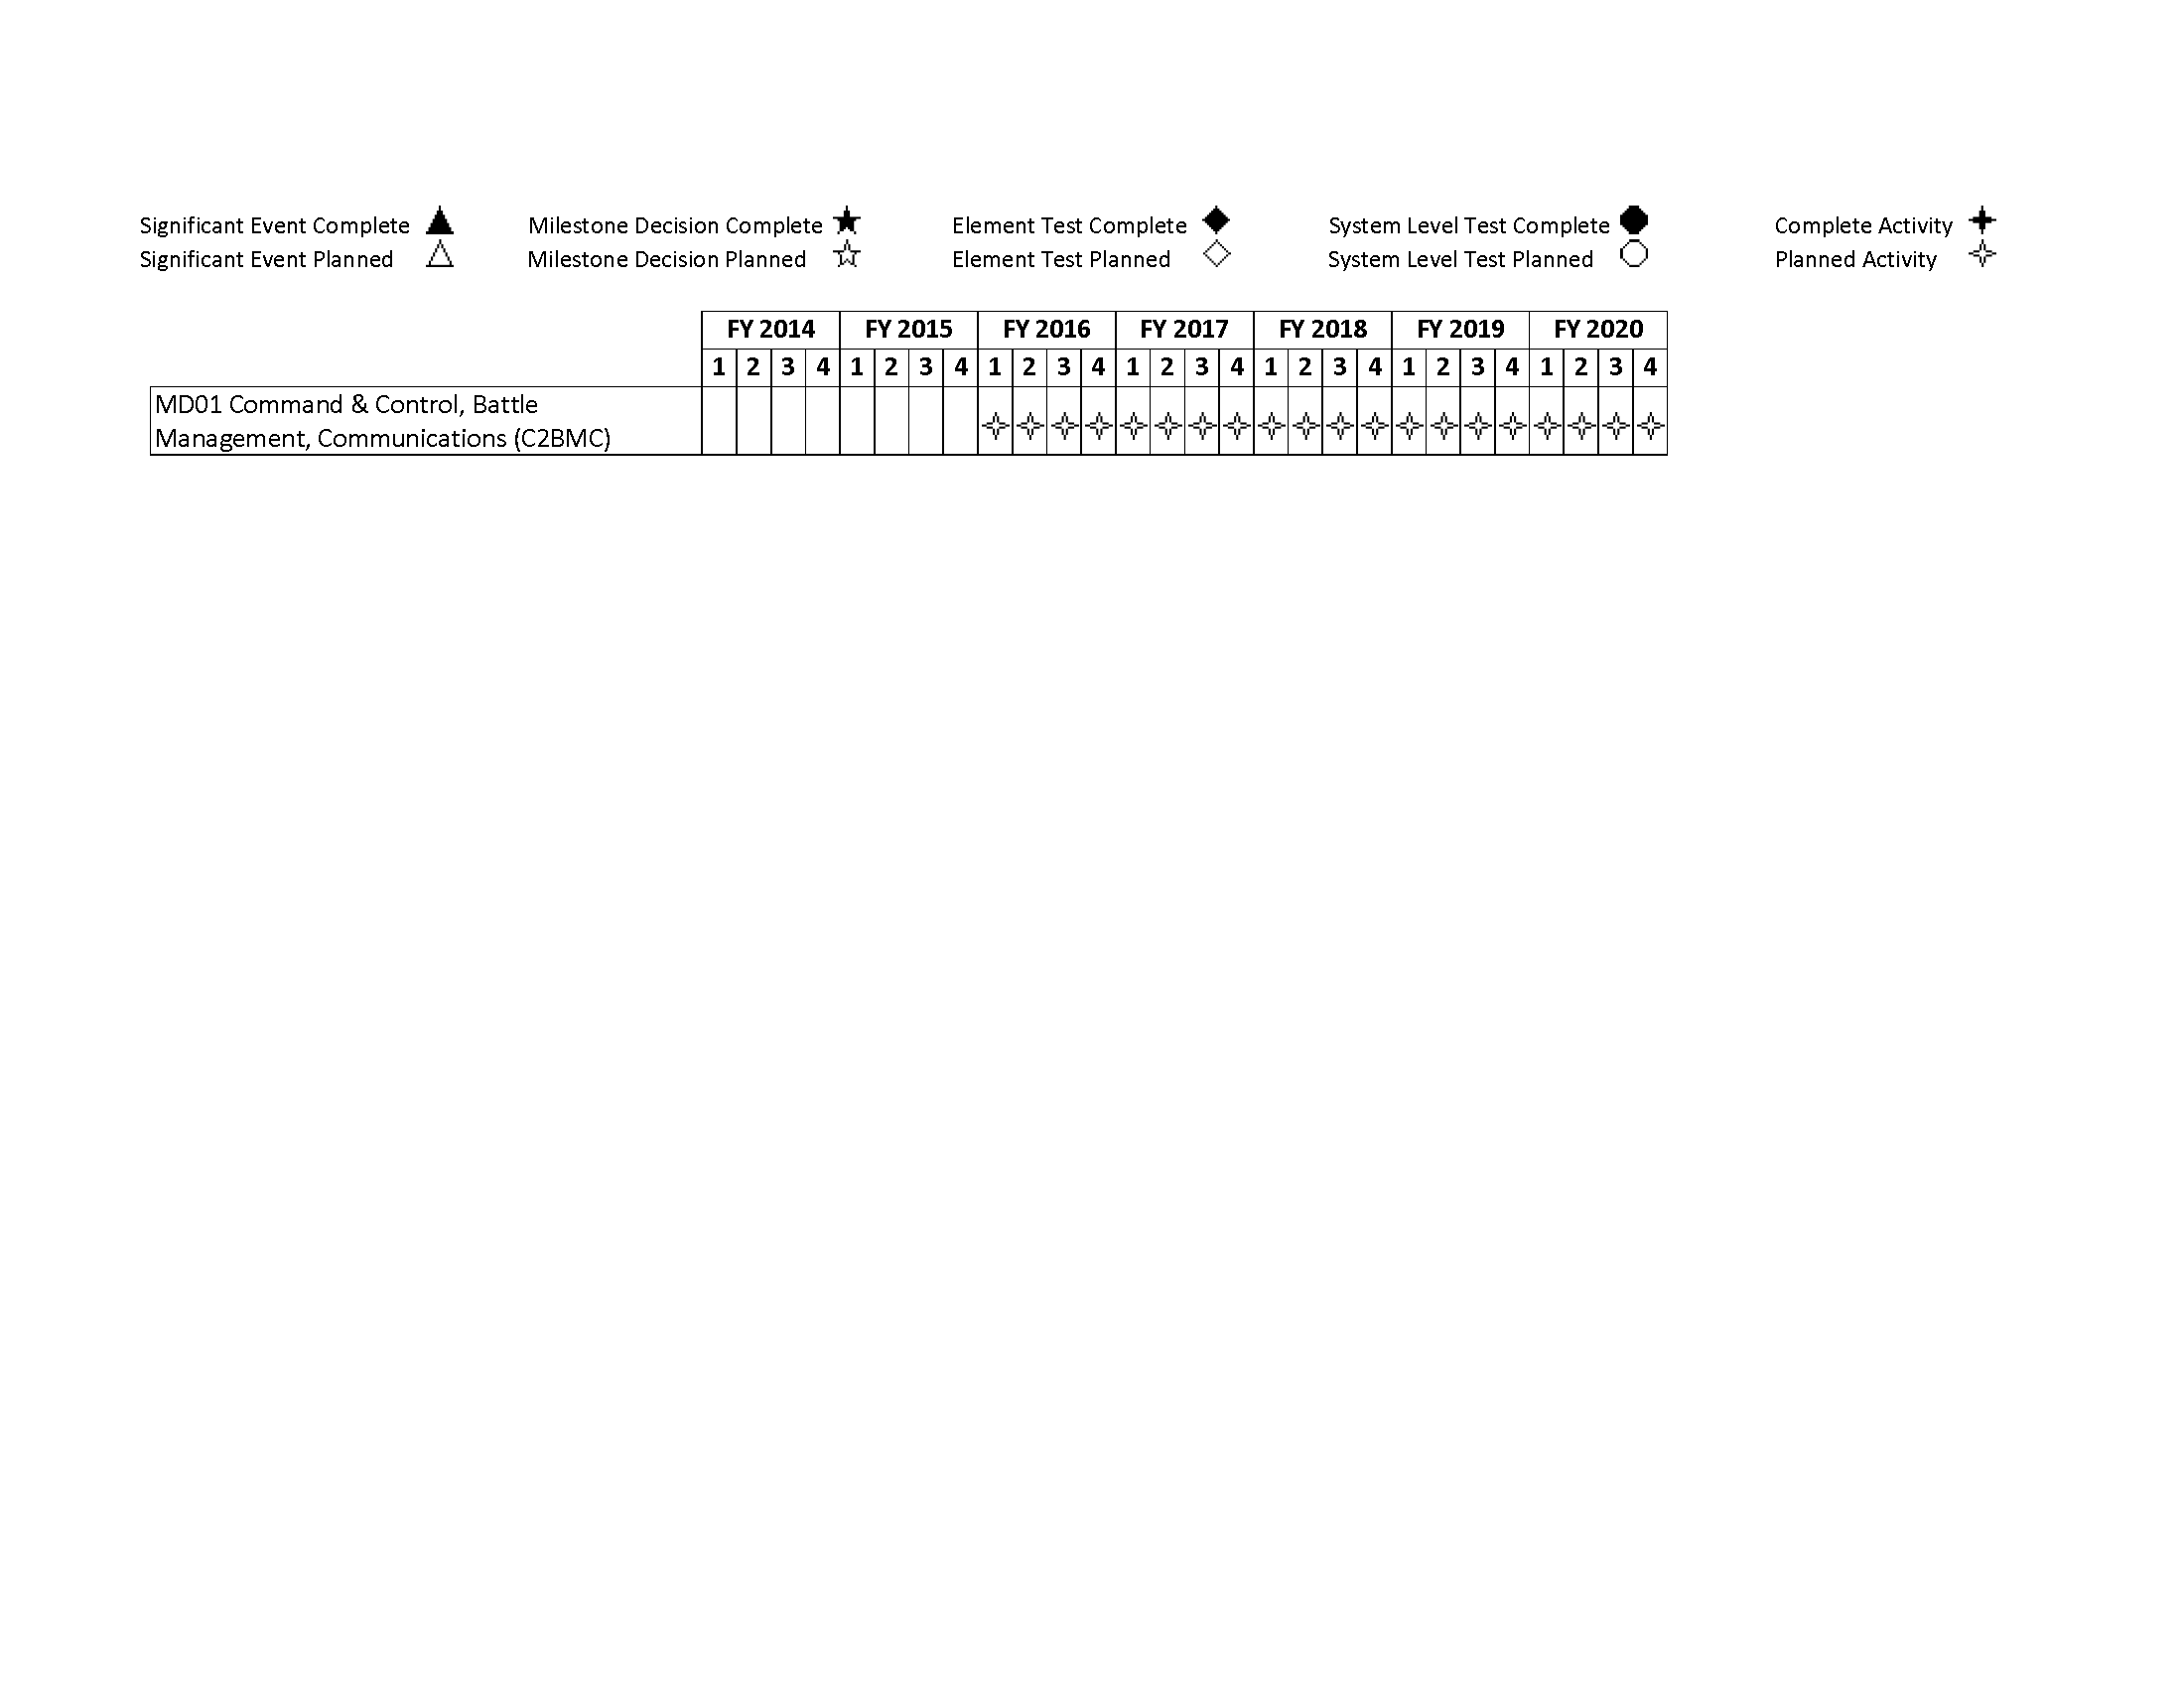 Significant Event Complete Milestone Decision Complete Element Test Complete System Level Test Complete Complete Activity
Significant Event Planned Milestone Decision Planned Element Test Planned System Level Test Planned Planned Activity
FY 2014 FY 2015 FY 2016 FY 2017 FY 2018 FY 2019 FY 2020
1 2 3 4 1 2 3 4 1 2 3 4 1 2 3 4 1 2 3 4 1 2 3 4 1 2 3 4
MD01 Command & Control, Battle
Management, Communications (C2BMC)